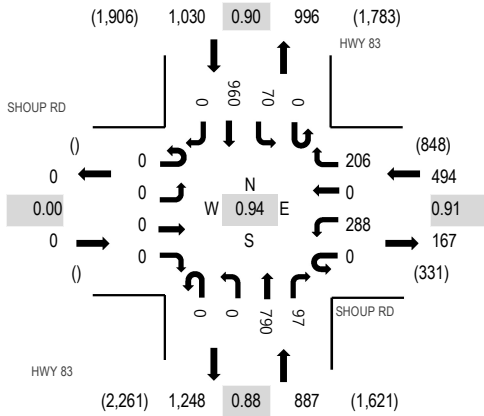 (1,906) 1,030 0.90 996 (1,783)
HWY 83
0 960 70 0
SHOUP RD
() (848)
0 206
0 494
0 0
N
0.00 W 0.94 E 0.91
0 288
0 S 167
0 0
() (331)
0 0 790 97
SHOUP RD
HWY 83
(2,261) 1,248 0.88 887 (1,621)